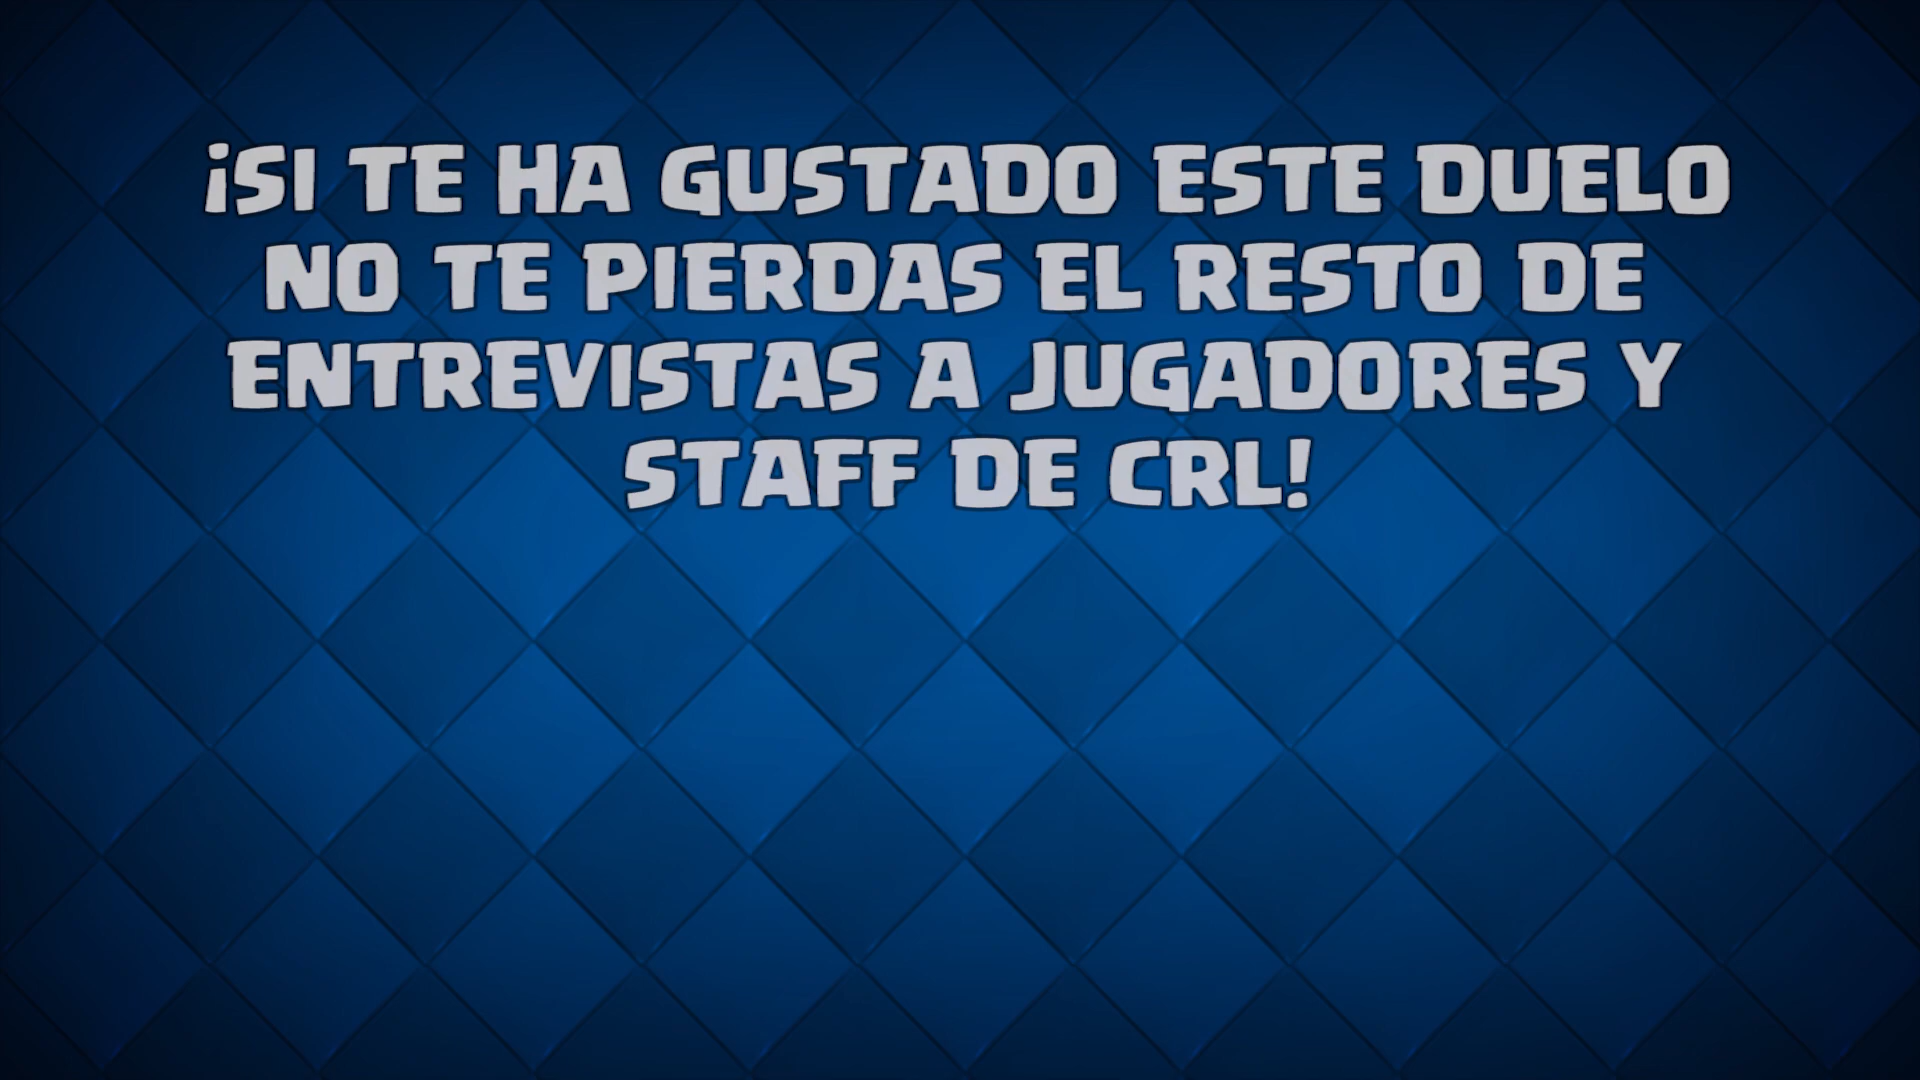 ¡SI TE HA GUSTADO ESTE DUELO
NO TE PIERDAS EL RESTO DE
ENTREVISTAS A JUGADORES Y
STAFF DE CRL!